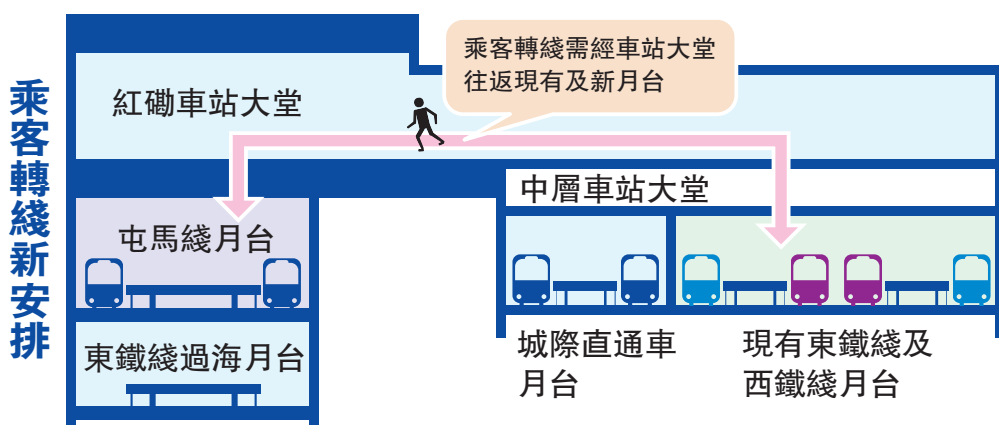 乘客轉綫新安排
乘客轉綫需經車站大堂
往返現有及新月台
紅磡車站大堂
中層車站大堂
屯馬綫月台
東鐵綫過海月台
城際直通車
月台
現有東鐵綫及
西鐵綫月台